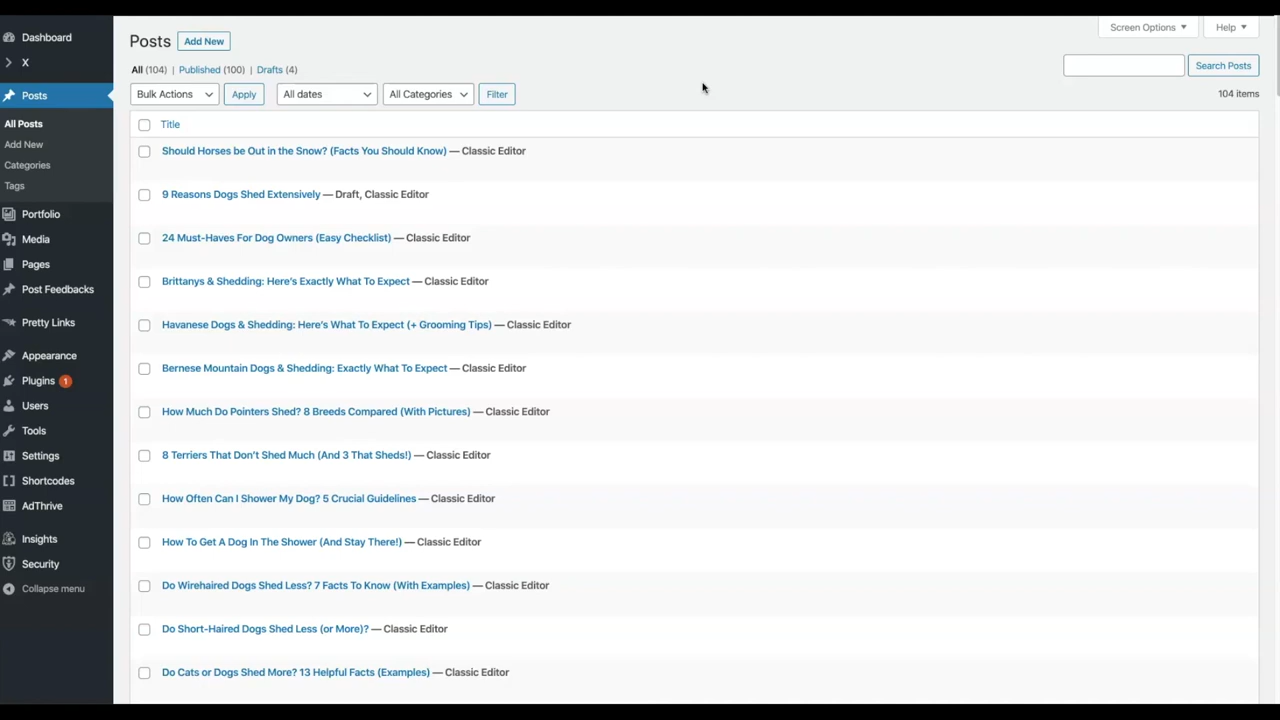 Dashboard
X
Posts
All Posts
Add New
Categories
Tags
Portfolio
Media
Pages
Post Feedbacks
Pretty Links
Appearance
Plugins 1
Users
Tools
Settings
Shortcodes
AdThrive
Insights
Security
Collapse menu
Screen Options Help
Posts Add New
All (104) | Published (100) | Drafts (4)
Search Posts
Bulk Actions Apply All dates All Categories Filter
104 items
Title
Should Horses be Out in the Snow? (Facts You Should Know) — Classic Editor
9 Reasons Dogs Shed Extensively — Draft, Classic Editor
24 Must-Haves For Dog Owners (Easy Checklist) — Classic Editor
Brittanys & Shedding: Here's Exactly What To Expect — Classic Editor
Havanese Dogs & Shedding: Here's What To Expect (+ Grooming Tips) — Classic Editor
Bernese Mountain Dogs & Shedding: Exactly What To Expect — Classic Editor
How Much Do Pointers Shed? 8 Breeds Compared (With Pictures) — Classic Editor
8 Terriers That Don't Shed Much (And 3 That Sheds!) — Classic Editor
How Often Can I Shower My Dog? 5 Crucial Guidelines — Classic Editor
How To Get A Dog In The Shower (And Stay There!) — Classic Editor
Do Wirehaired Dogs Shed Less? 7 Facts To Know (With Examples) — Classic Editor
Do Short-Haired Dogs Shed Less (or More)? — Classic Editor
Do Cats or Dogs Shed More? 13 Helpful Facts (Examples) — Classic Editor